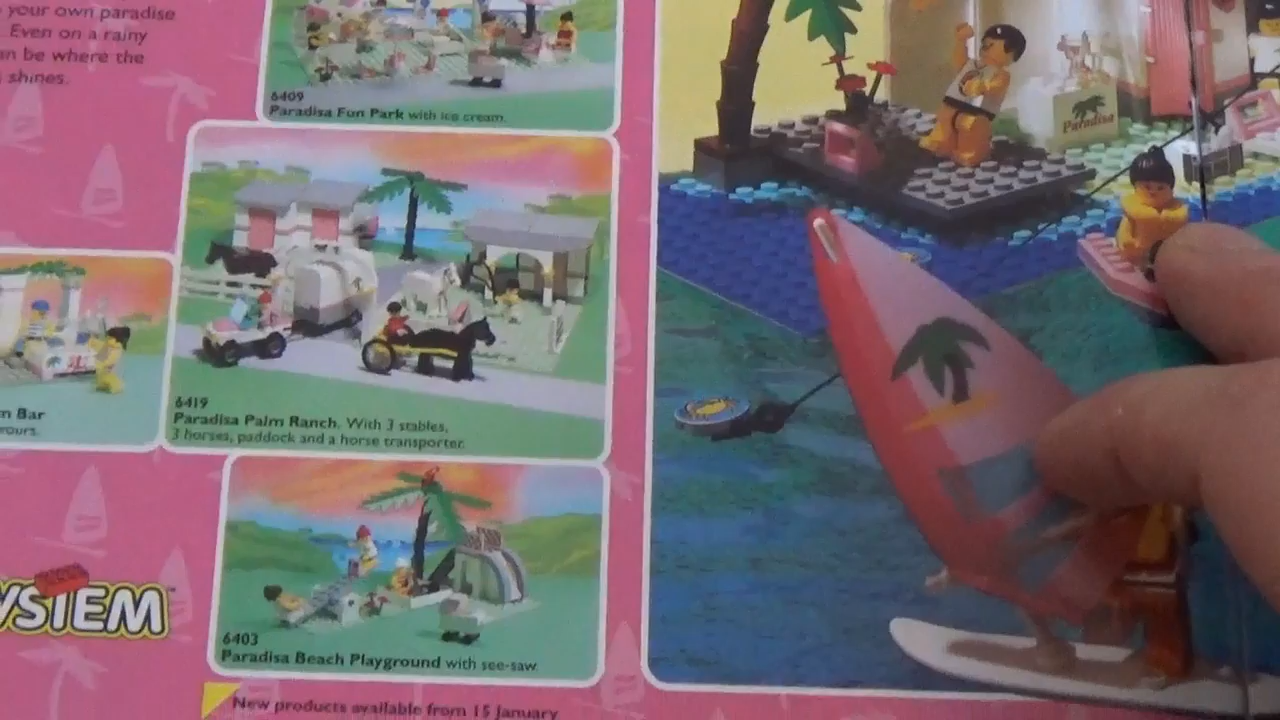 your own paradise
Even on a rainy
an be where the
shines.
6409
Paradisa Fun Park with ice cream.
Paradisa
6419
Paradisa Palm Ranch. With 3 stables,
3 horses, paddock and a horse transporter.
Bar
6403
Paradisa Beach Playground with see-saw.
YSTEM
New products available from 15 January